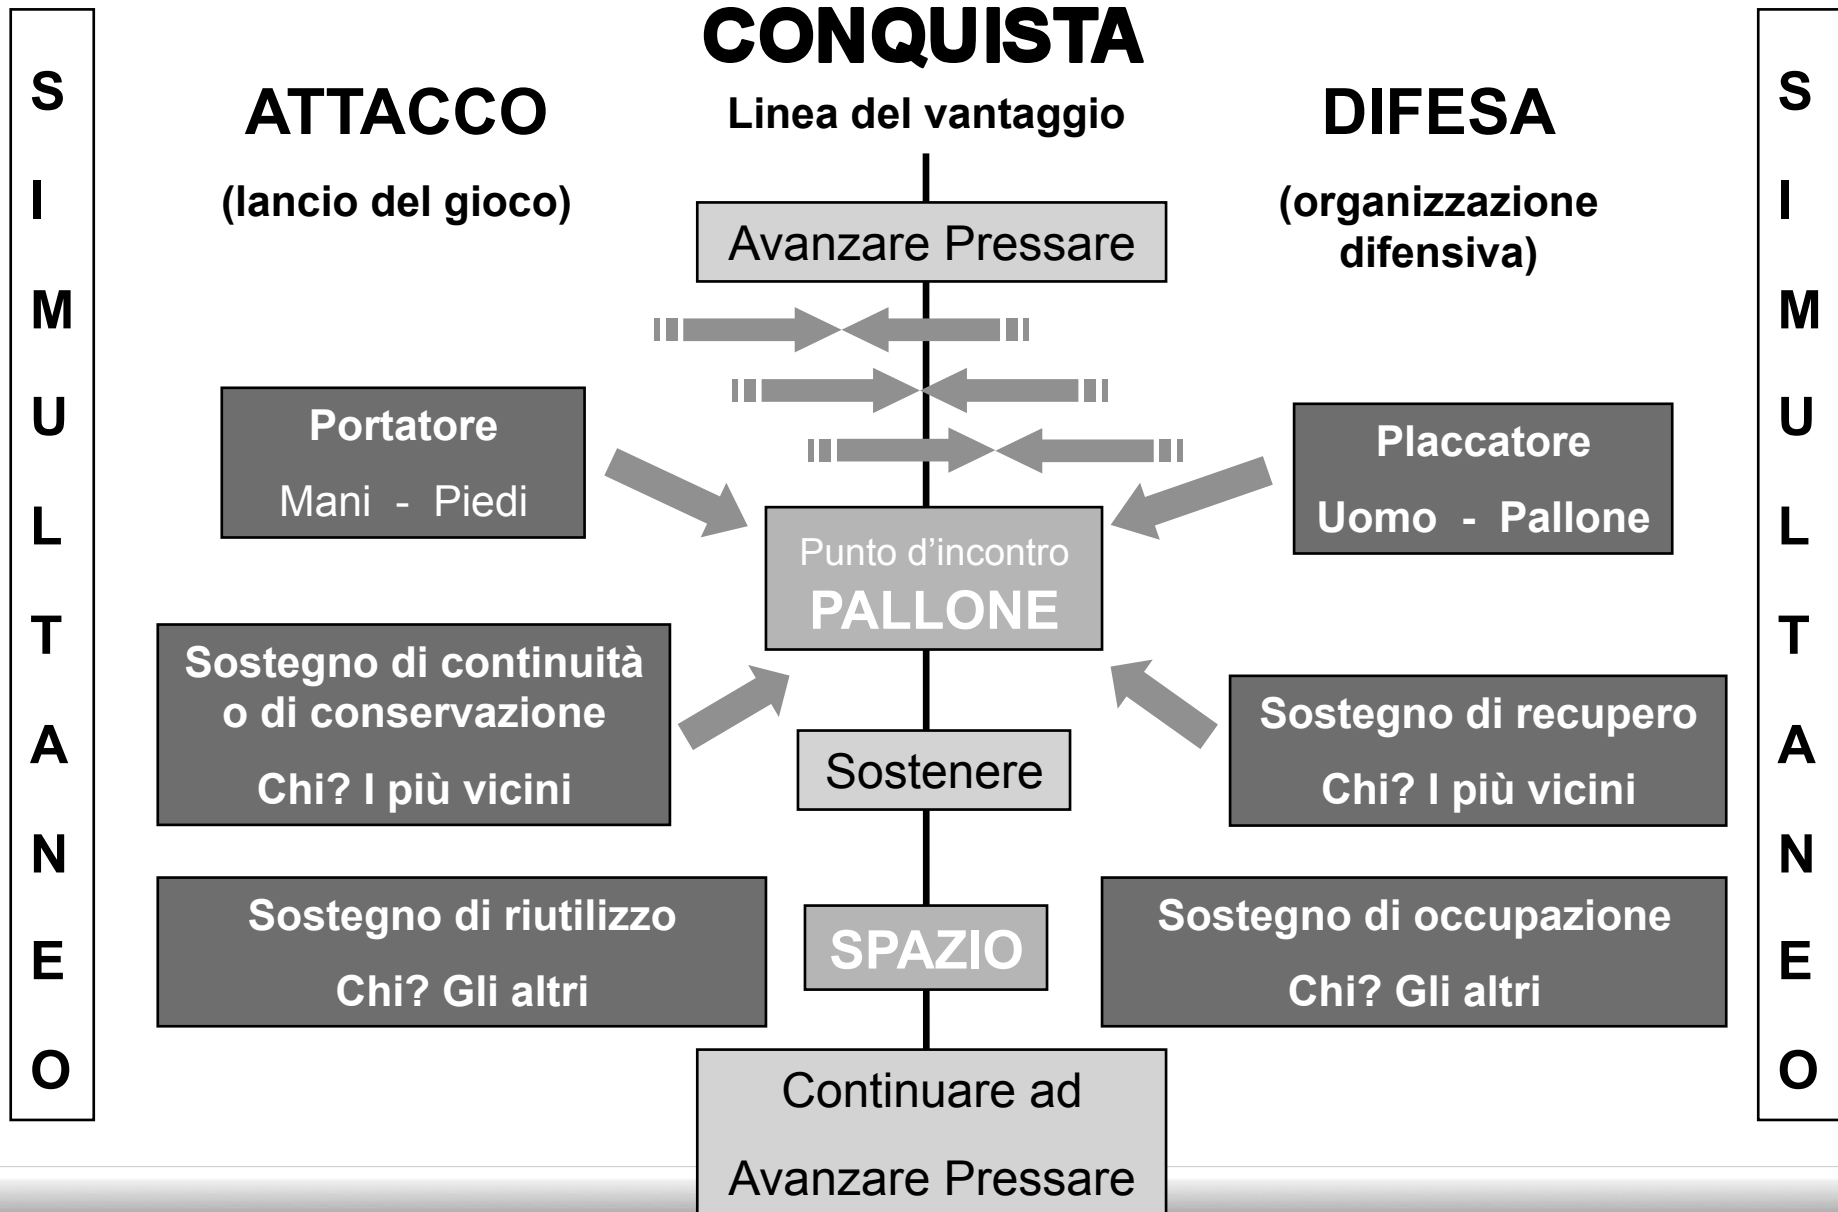 CONQUISTA
Linea del vantaggio
S
I
M
U
L
T
A
N
E
O
ATTACCO
(lancio del gioco)
DIFESA
(organizzazione
difensiva)
S
I
M
U
L
T
A
N
E
O
Avanzare Pressare
Portatore
Mani - Piedi
Placcatore
Uomo - Pallone
Punto d’incontro
PALLONE
Sostegno di continuità
o di conservazione
Chi? I più vicini
Sostenere
Sostegno di recupero
Chi? I più vicini
Sostegno di riutilizzo
Chi? Gli altri
SPAZIO
Sostegno di occupazione
Chi? Gli altri
Continuare ad
Avanzare Pressare